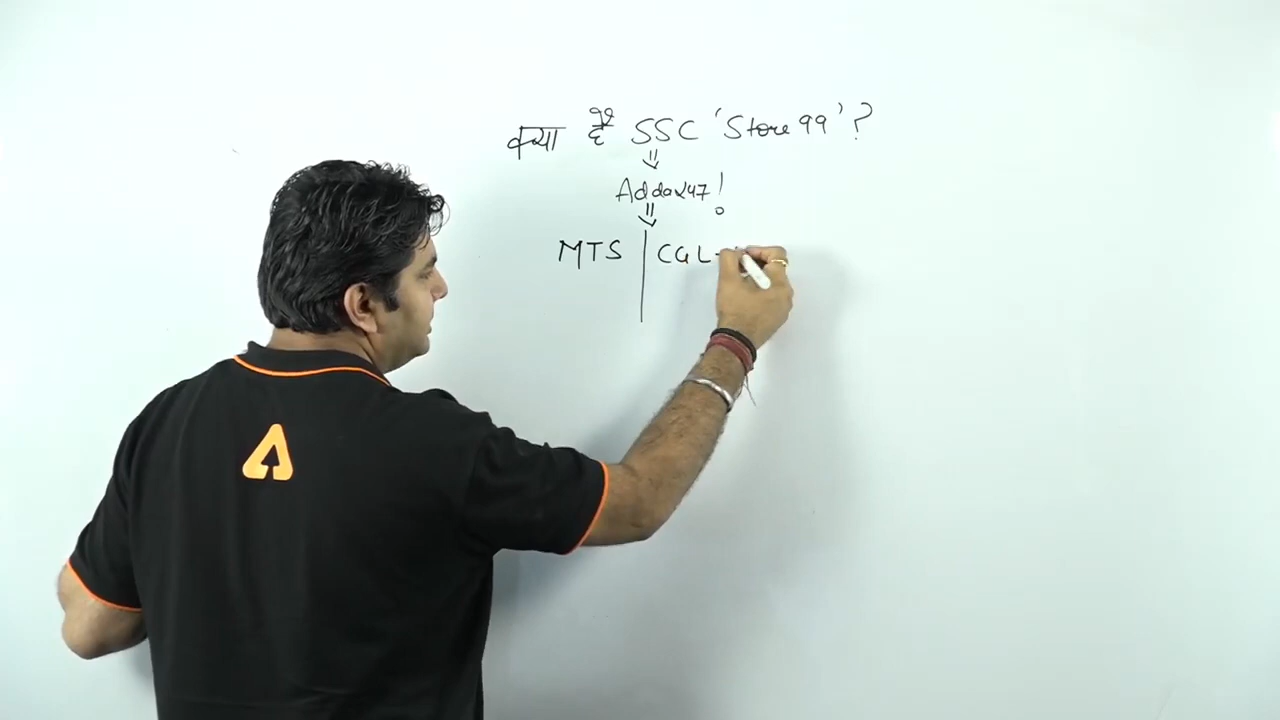 क्या है SSC 'Store 99' ?
Adda247 !
MTS | CGL-